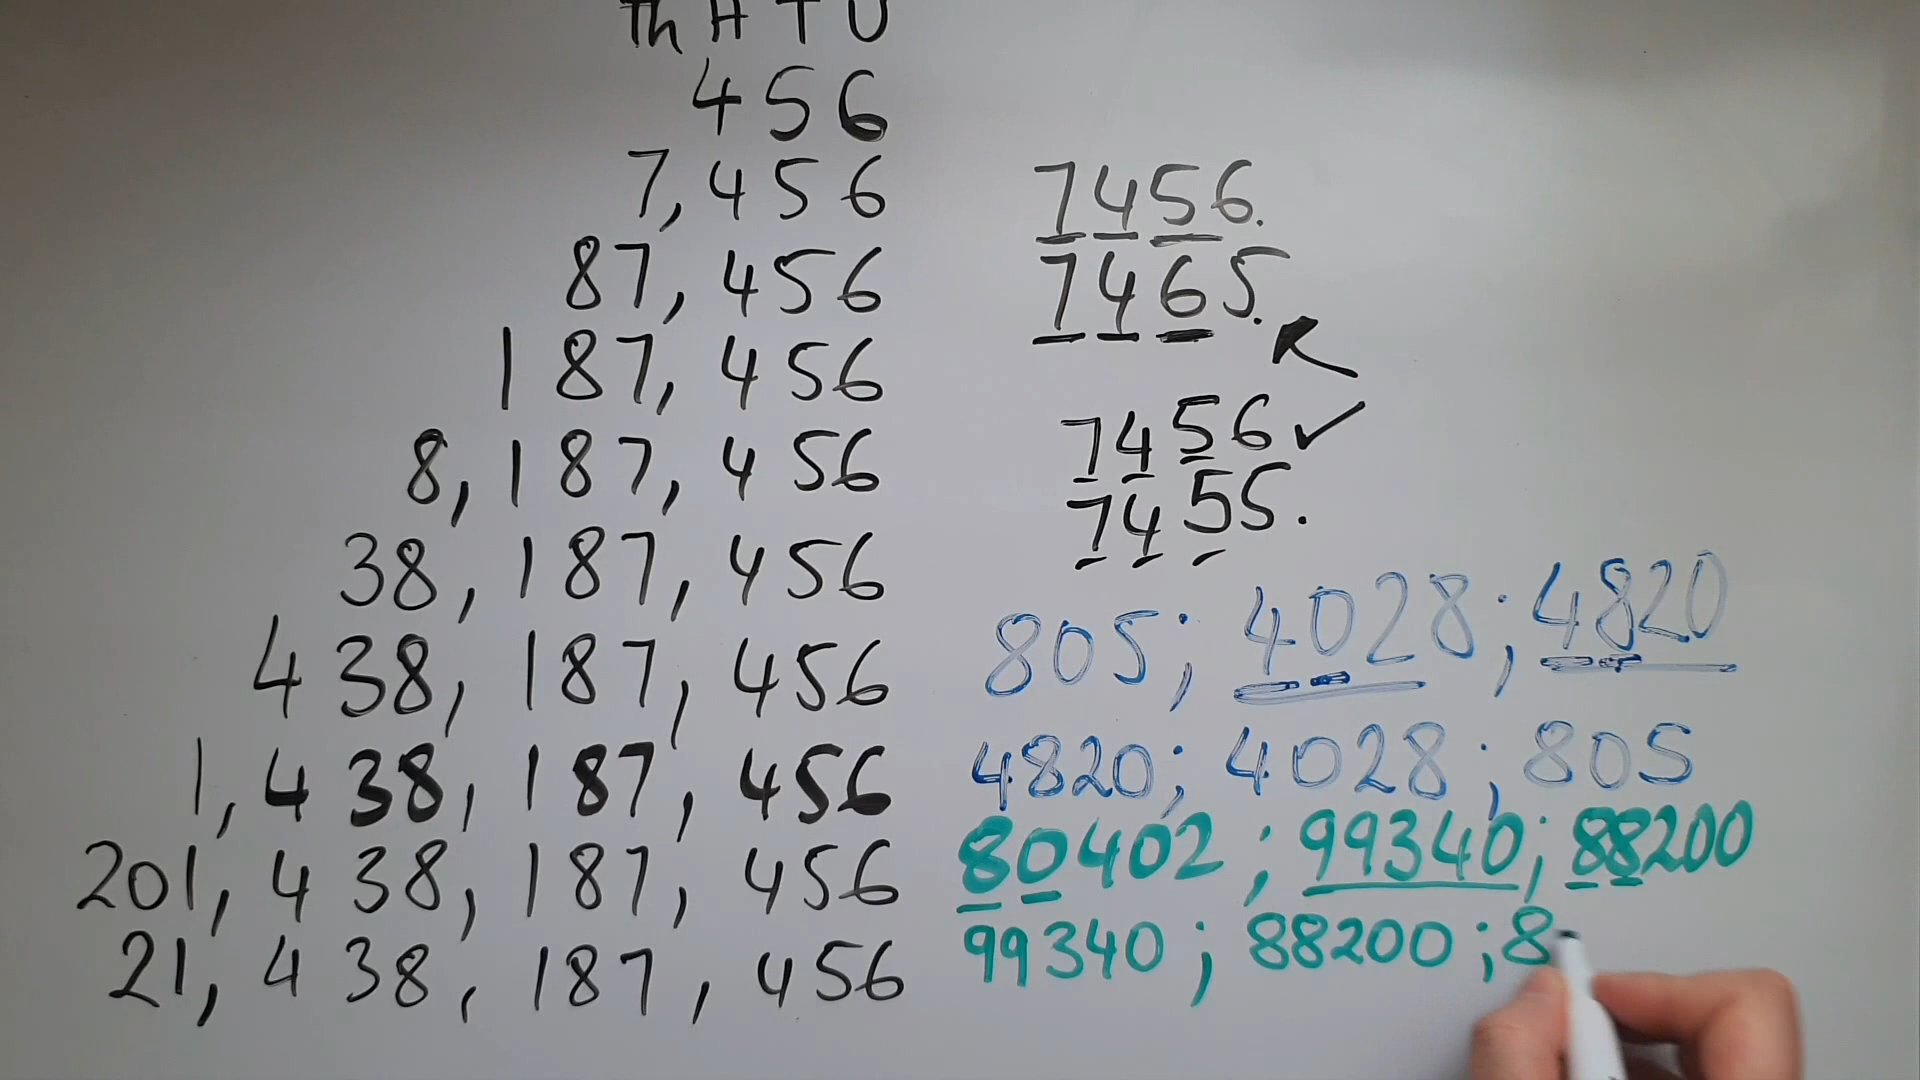 Th H T U
456
7,456
87,456
187,456
8,187,456
38,187,456
438,187,456
1,438,187,456
201,438,187,456
21,438,187,456
7456.
7465.
7456 ✓
7455.
805; 4028; 4820
4820; 4028; 805
80402; 99340; 88200
99340; 88200; 8